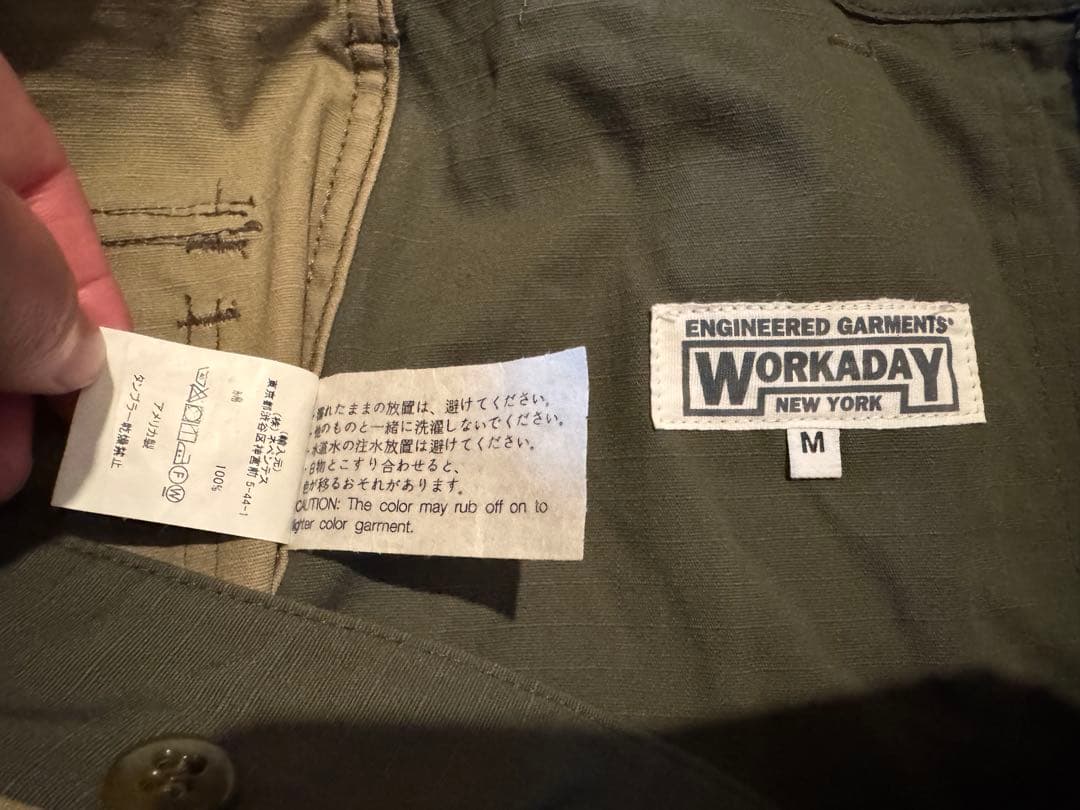 ENGINEERED GARMENTS
WORKADAY
NEW YORK
M
濡れたままの放置は、避けてください。
他のものと一緒に洗濯しないでください。
水道水の注水放置は避けてください。
白物とこすり合わせると、
色が移るおそれがあります。
CAUTION: The color may rub off on to
lighter color garment.
(輸入元)
(株)ネペンテス
東京都渋谷区神宮前5-44-1
綿 100%
F W
アメリカ製
タンブラー乾燥禁止